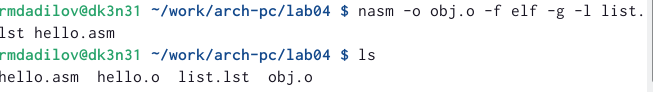 rmdadilov@dk3n31 ~/work/arch-pc/lab04 $ nasm -o obj.o -f elf -g -l list.
lst hello.asm
rmdadilov@dk3n31 ~/work/arch-pc/lab04 $ ls
hello.asm  hello.o  list.lst  obj.o